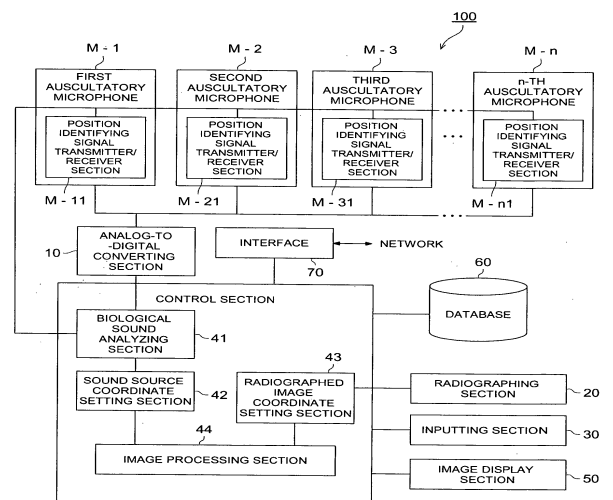 100
M - 1
M - 2
M - 3
M - n
FIRST
AUSCULTATORY
MICROPHONE
SECOND
AUSCULTATORY
MICROPHONE
THIRD
AUSCULTATORY
MICROPHONE
n-TH
AUSCULTATORY
MICROPHONE
POSITION
IDENTIFYING
SIGNAL
TRANSMITTER/
RECEIVER
SECTION
POSITION
IDENTIFYING
SIGNAL
TRANSMITTER/
RECEIVER
SECTION
POSITION
IDENTIFYING
SIGNAL
TRANSMITTER/
RECEIVER
SECTION
POSITION
IDENTIFYING
SIGNAL
TRANSMITTER/
RECEIVER
SECTION
M - 11
M - 21
M - 31
M - n1
10
ANALOG-TO
-DIGITAL
CONVERTING
SECTION
INTERFACE
NETWORK
70
60
DATABASE
CONTROL SECTION
BIOLOGICAL
SOUND
ANALYZING
SECTION
41
43
SOUND SOURCE
COORDINATE
SETTING SECTION
42
RADIOGRAPHED
IMAGE
COORDINATE
SETTING SECTION
RADIOGRAPHING
SECTION
20
44
IMAGE PROCESSING SECTION
INPUTTING SECTION
30
IMAGE DISPLAY
SECTION
50